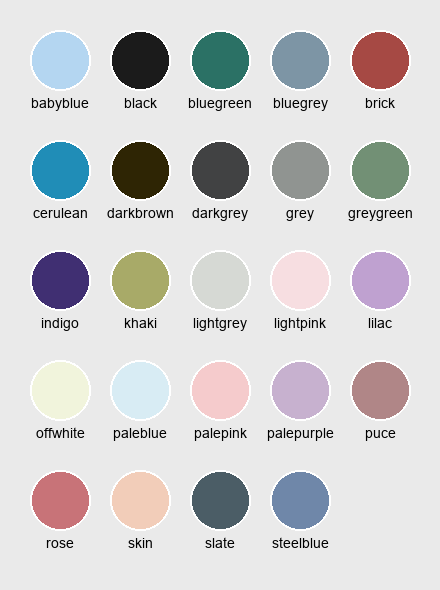 babyblue black bluegreen bluegrey brick
cerulean darkbrown darkgrey grey greygreen
indigo khaki lightgrey lightpink lilac
offwhite paleblue palepink palepurple puce
rose skin slate steelblue